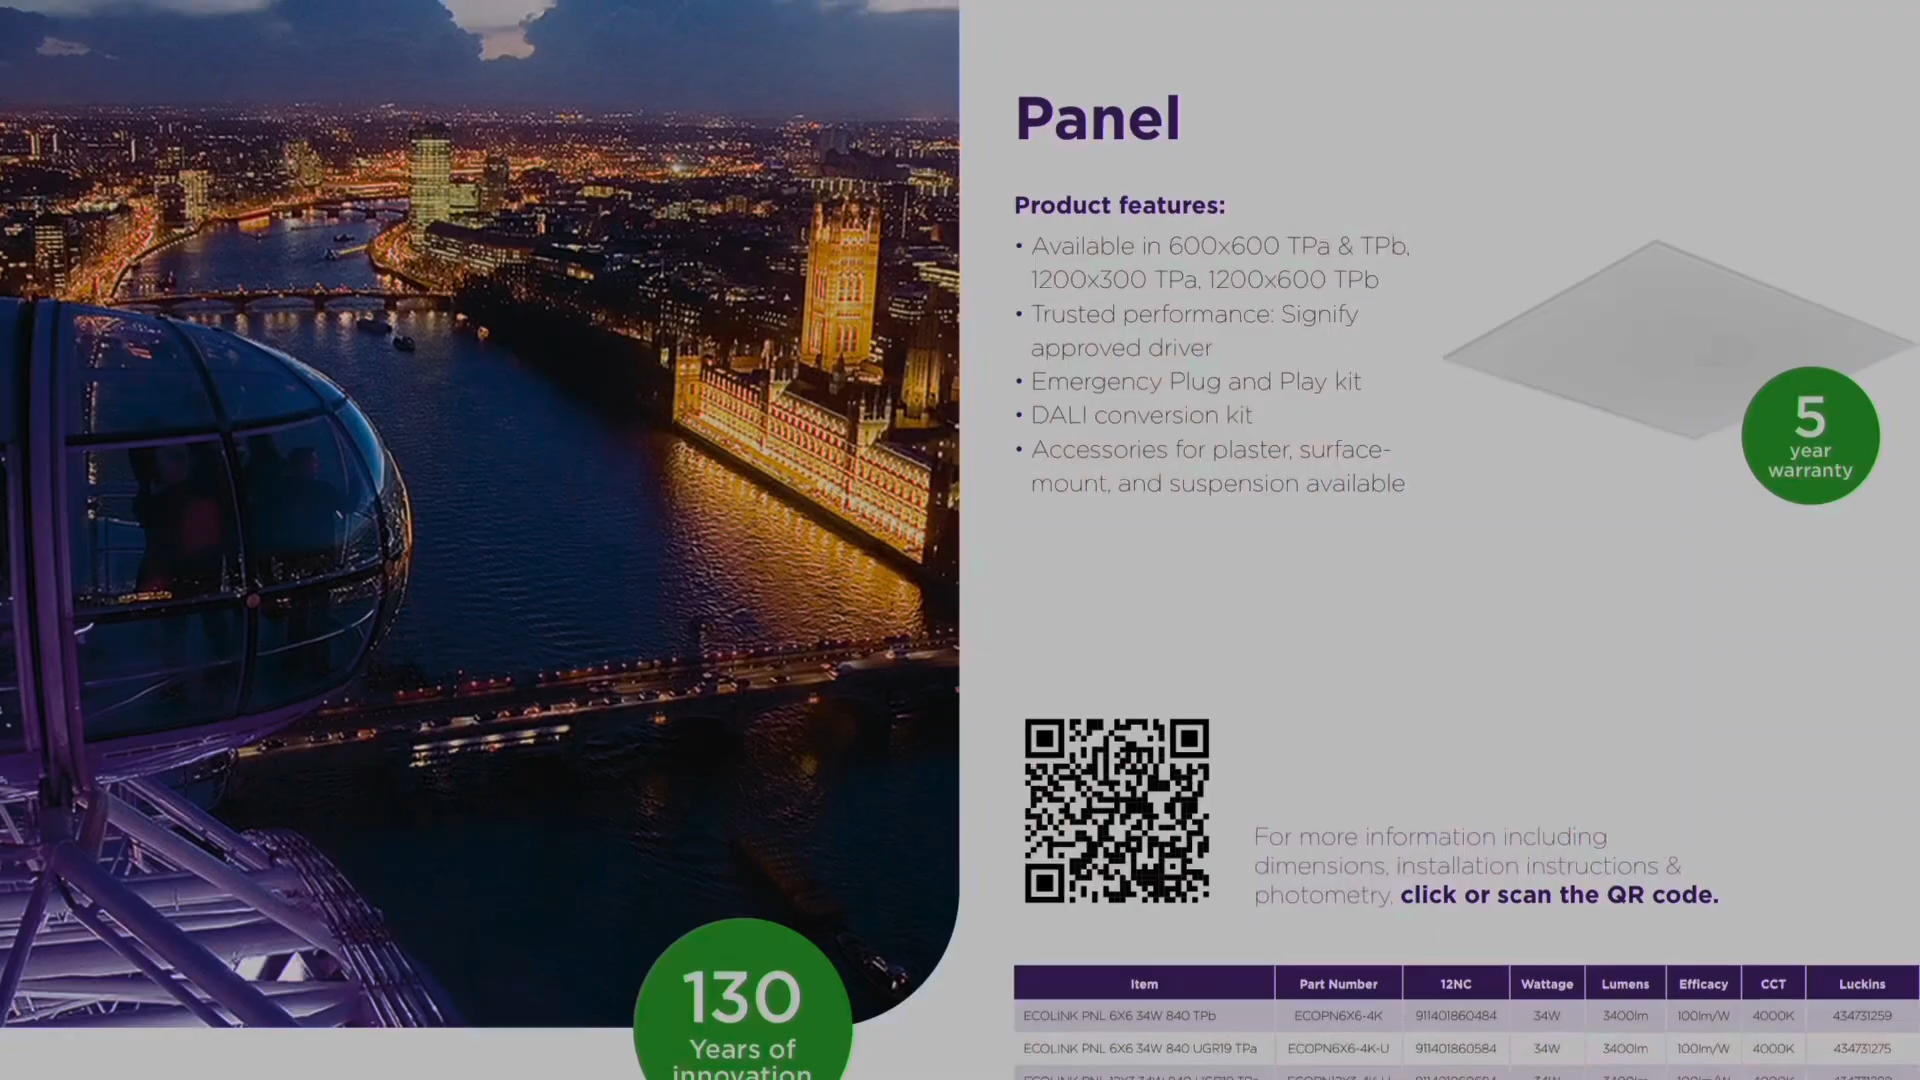 Panel
Product features:
• Available in 600x600 TPa & TPb,
1200x300 TPa, 1200x600 TPb
• Trusted performance: Signify
approved driver
• Emergency Plug and Play kit
• DALI conversion kit
• Accessories for plaster, surface-
mount, and suspension available
5
year
warranty
For more information including
dimensions, installation instructions &
photometry, click or scan the QR code.
130
Years of
innovation
Item Part Number 12NC Wattage Lumens Efficacy CCT Luckins
ECOLINK PNL 6X6 34W 840 TPb ECOPN6X6-4K 911401860484 34W 3400lm 100lm/W 4000K 434731259
ECOLINK PNL 6X6 34W 840 UGR19 TPa ECOPN6X6-4K-U 911401860584 34W 3400lm 100lm/W 4000K 434731275